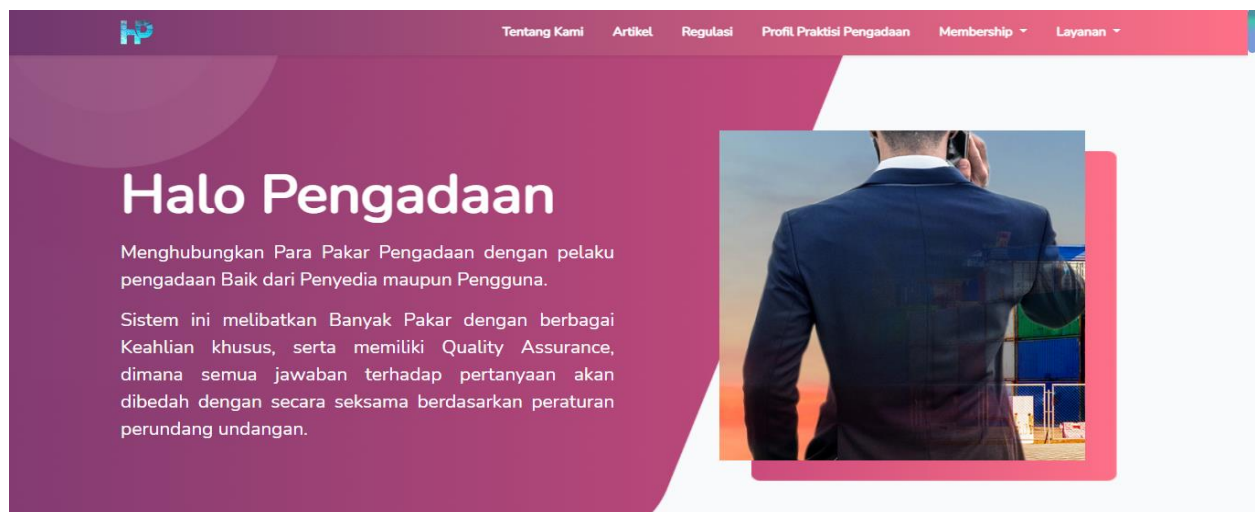 HP
Tentang Kami Artikel Regulasi Profil Praktisi Pengadaan Membership Layanan
Halo Pengadaan
Menghubungkan Para Pakar Pengadaan dengan pelaku
pengadaan Baik dari Penyedia maupun Pengguna.
Sistem ini melibatkan Banyak Pakar dengan berbagai
Keahlian khusus, serta memiliki Quality Assurance,
dimana semua jawaban terhadap pertanyaan akan
dibedah dengan secara seksama berdasarkan peraturan
perundang undangan.